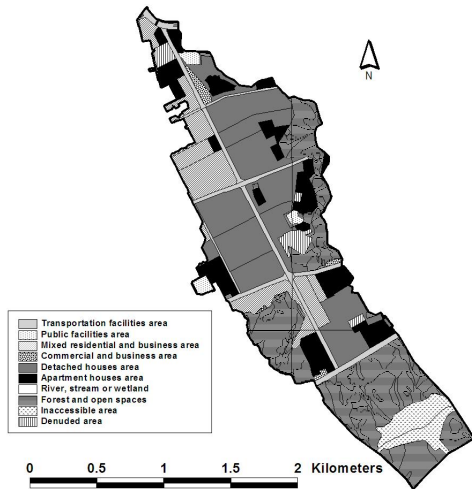 N
Transportation facilities area
Public facilities area
Mixed residential and business area
Commercial and business area
Detached houses area
Apartment houses area
River, stream or wetland
Forest and open spaces
Inaccessible area
Denuded area
0 0.5 1 1.5 2 Kilometers